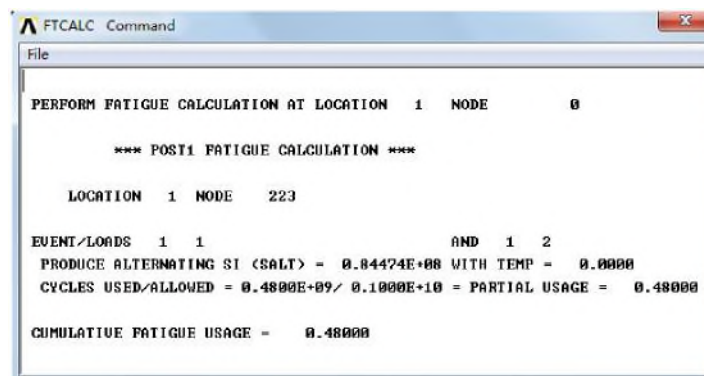 FTCALC Command
File
PERFORM FATIGUE CALCULATION AT LOCATION 1 NODE 0
*** POST1 FATIGUE CALCULATION ***
LOCATION 1 NODE 223
EVENT/LOADS 1 1 AND 1 2
PRODUCE ALTERNATING SI (SALT) = 0.84474E+08 WITH TEMP = 0.0000
CYCLES USED/ALLOWED = 0.4800E+09/ 0.1000E+10 = PARTIAL USAGE = 0.48000
CUMULATIVE FATIGUE USAGE = 0.48000